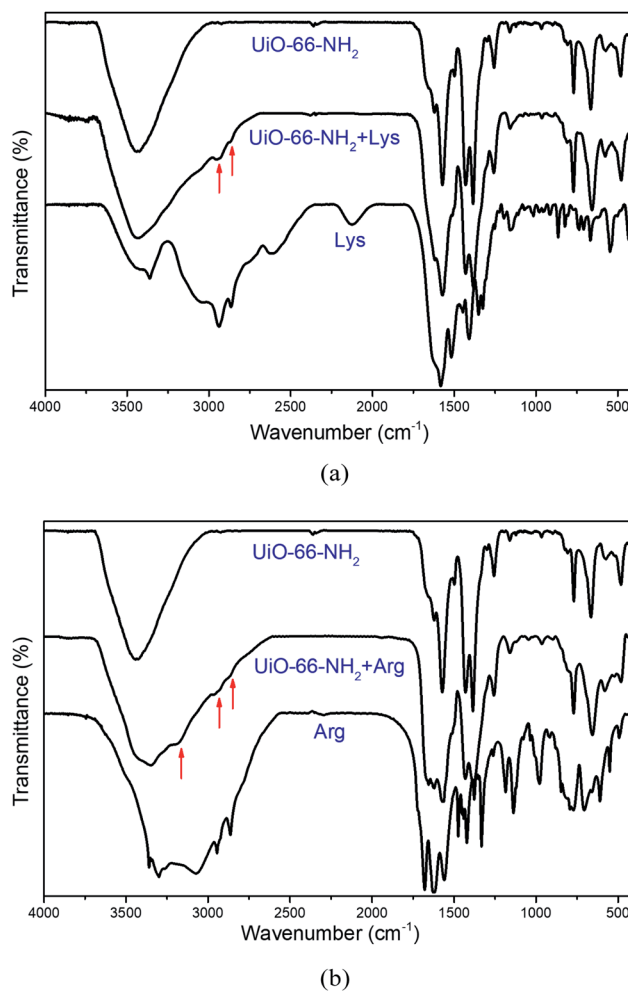 UiO-66-NH₂
UiO-66-NH₂+Lys
Lys
Transmittance (%)
4000 3500 3000 2500 2000 1500 1000 500
Wavenumber (cm⁻¹)
(a)
UiO-66-NH₂
UiO-66-NH₂+Arg
Arg
Transmittance (%)
4000 3500 3000 2500 2000 1500 1000 500
Wavenumber (cm⁻¹)
(b)